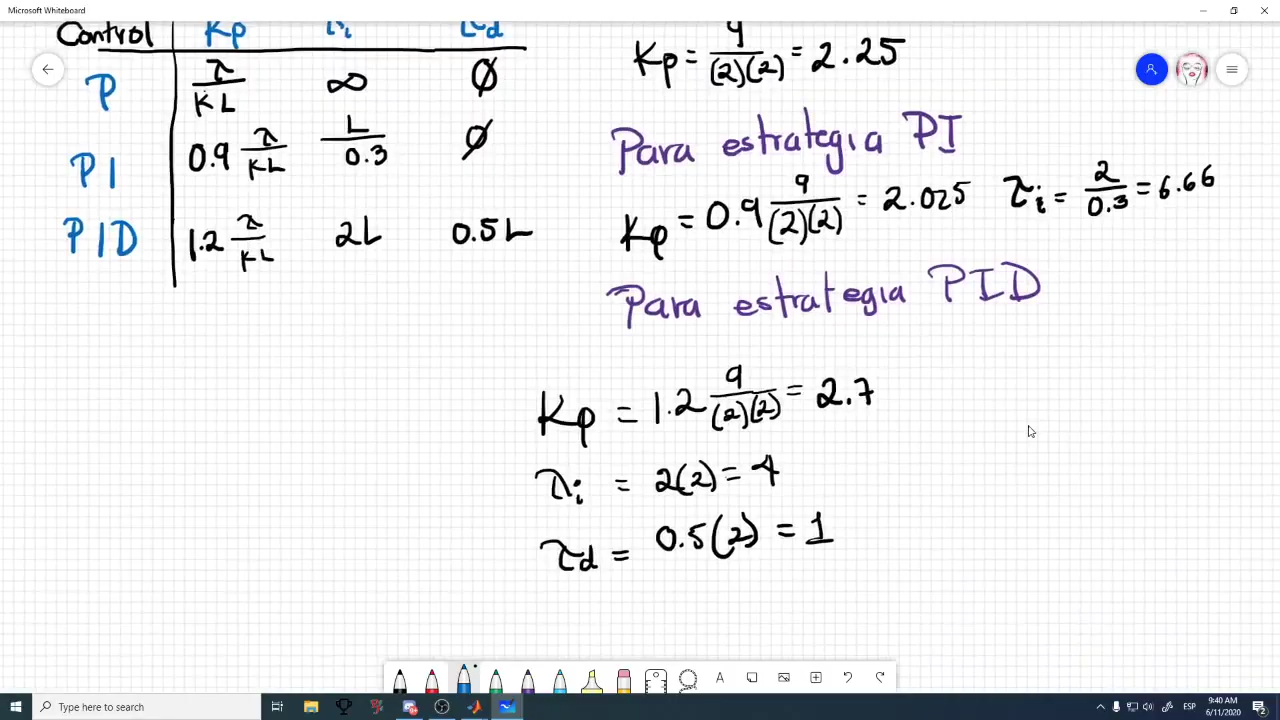 Microsoft Whiteboard
Control Kp τi τd
P τ/KL ∞ Ø
PI 0.9 τ/KL L/0.3 Ø
PID 1.2 τ/KL 2L 0.5L
Kp = 9/(2)(2) = 2.25
Para estrategia PI
Kp = 0.9 9/(2)(2) = 2.025 τi = 2/0.3 = 6.66
Para estrategia PID
Kp = 1.2 9/(2)(2) = 2.7
τi = 2(2) = 4
τd = 0.5(2) = 1
A
Type here to search
ESP
9:40 AM
6/11/2020
2